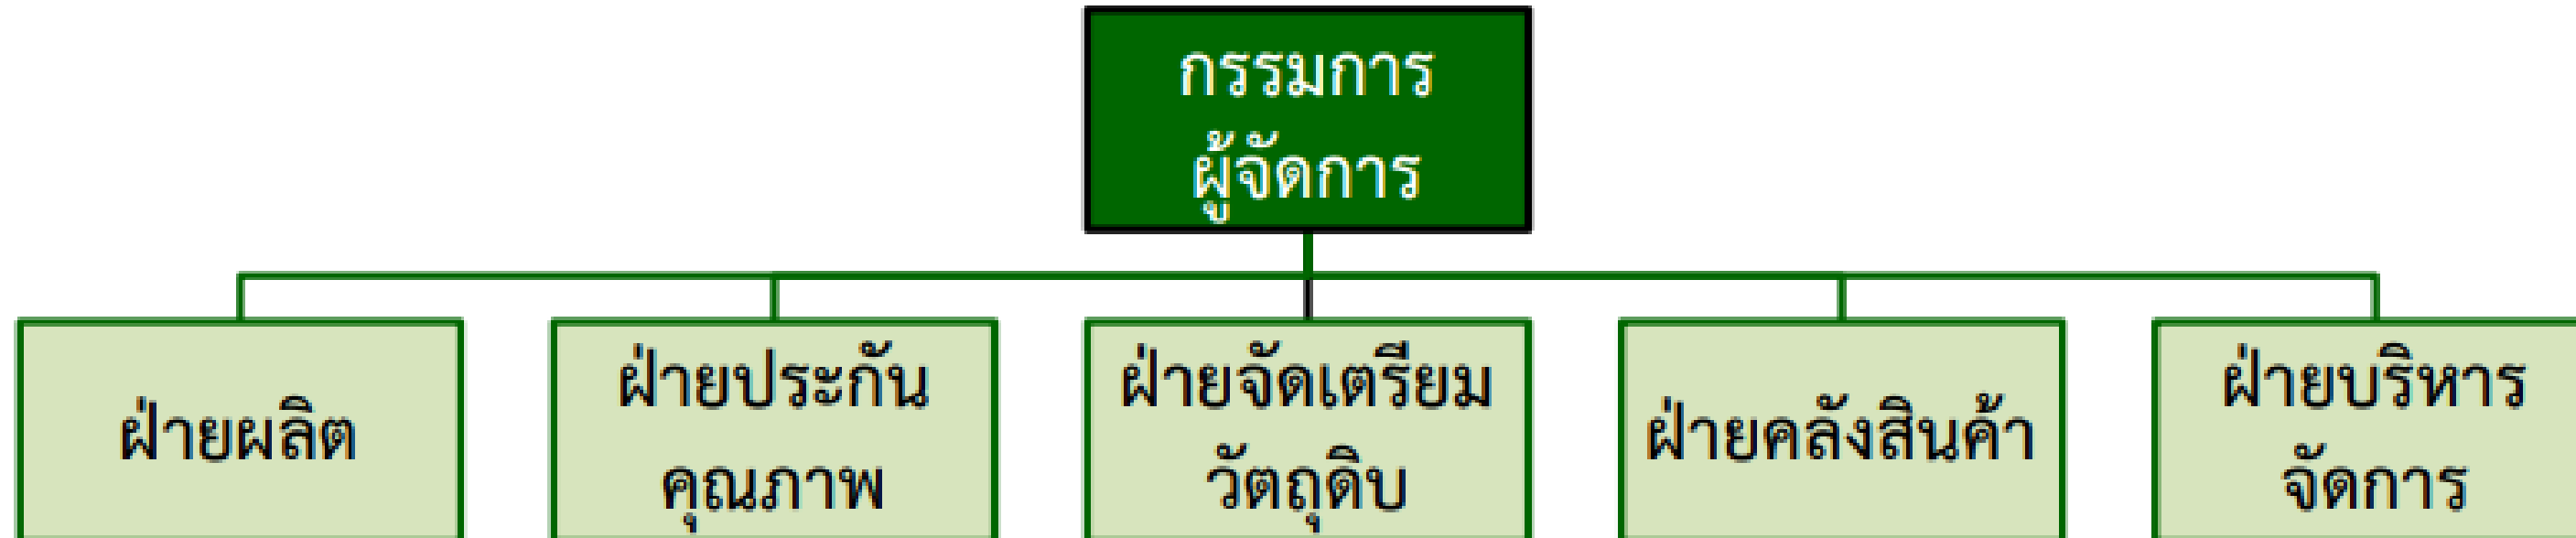 กรรมการ
ผู้จัดการ
ฝ่ายผลิต
ฝ่ายประกัน
คุณภาพ
ฝ่ายจัดเตรียม
วัตถุดิบ
ฝ่ายคลังสินค้า
ฝ่ายบริหาร
จัดการ